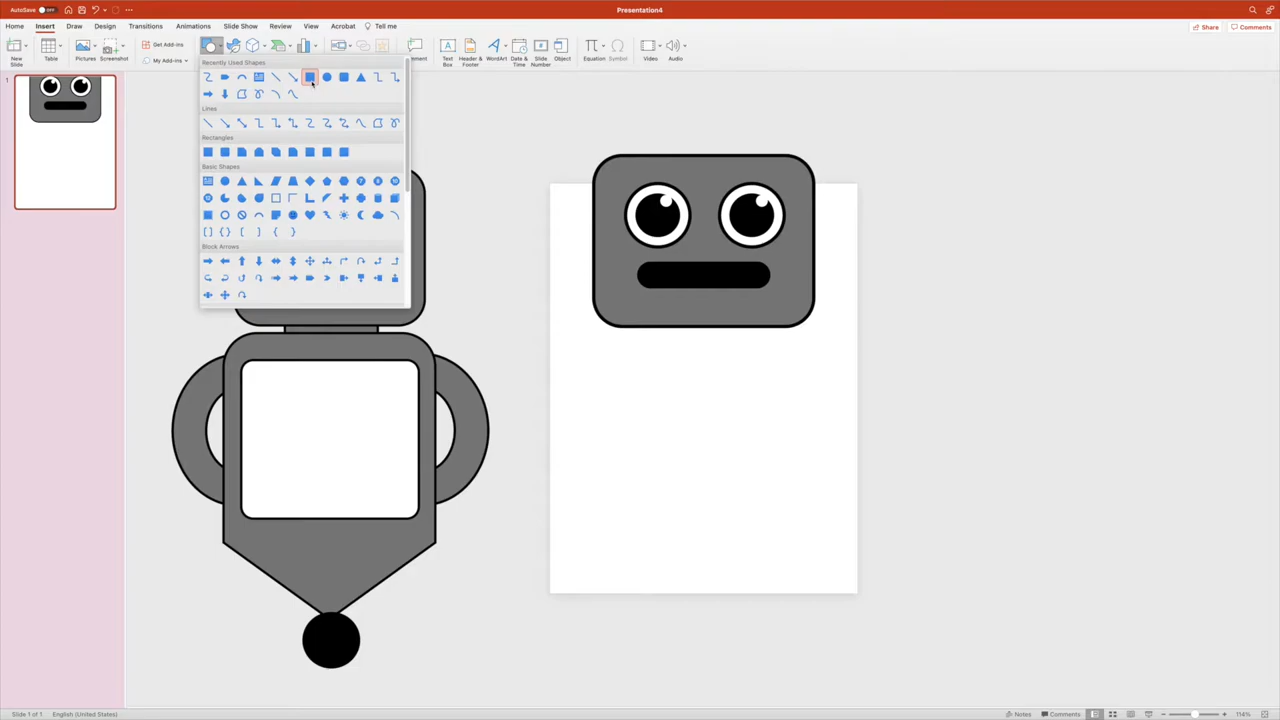 AutoSave OFF
Presentation4
Home Insert Draw Design Transitions Animations Slide Show Review View Acrobat Tell me
Share Comments
New Slide
Table
Pictures
Screenshot
Get Add-ins
My Add-ins
Text Box
Header & Footer
WordArt
Date & Time
Slide Number
Object
Equation
Symbol
Video
Audio
Recently Used Shapes
Lines
Rectangles
Basic Shapes
Block Arrows
1
Slide 1 of 1 English (United States) Notes Comments 114%